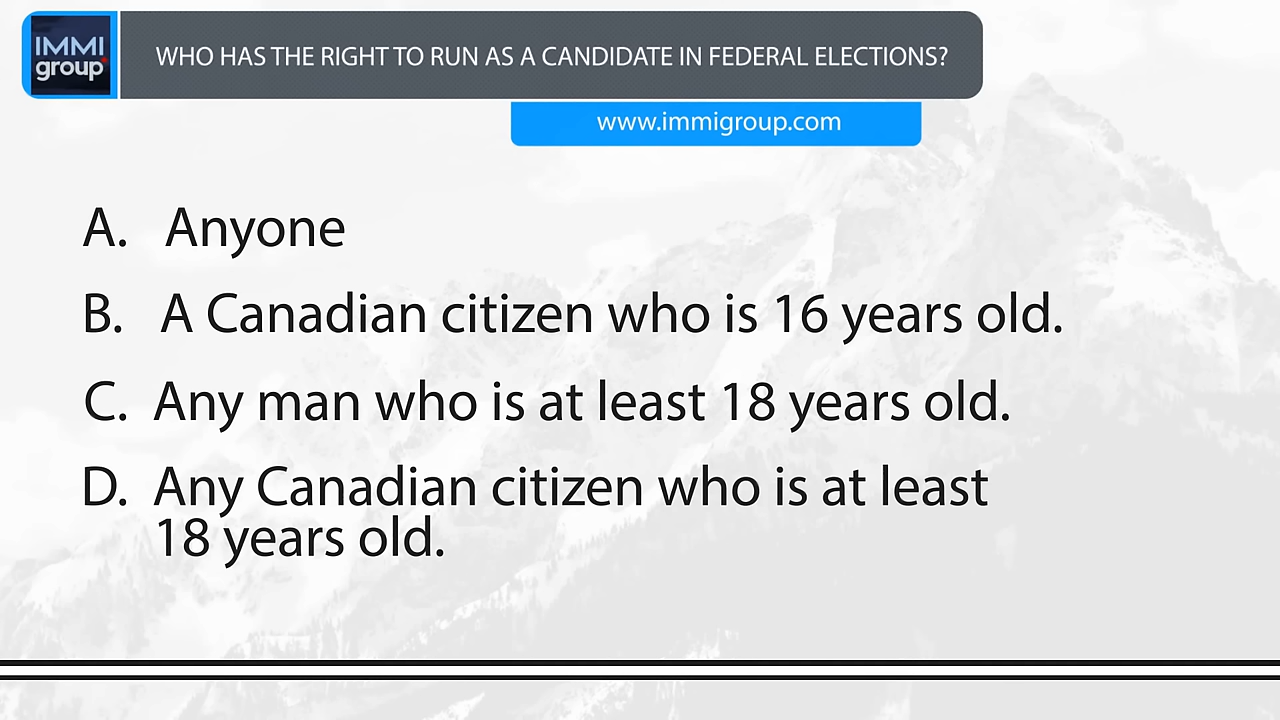 IMMI
group
WHO HAS THE RIGHT TO RUN AS A CANDIDATE IN FEDERAL ELECTIONS?
www.immigroup.com
A. Anyone
B. A Canadian citizen who is 16 years old.
C. Any man who is at least 18 years old.
D. Any Canadian citizen who is at least
18 years old.